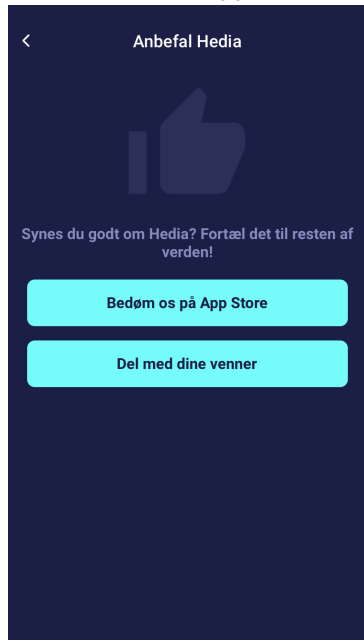 Anbefal Hedia
Synes du godt om Hedia? Fortæl det til resten af
verden!
Bedøm os på App Store
Del med dine venner